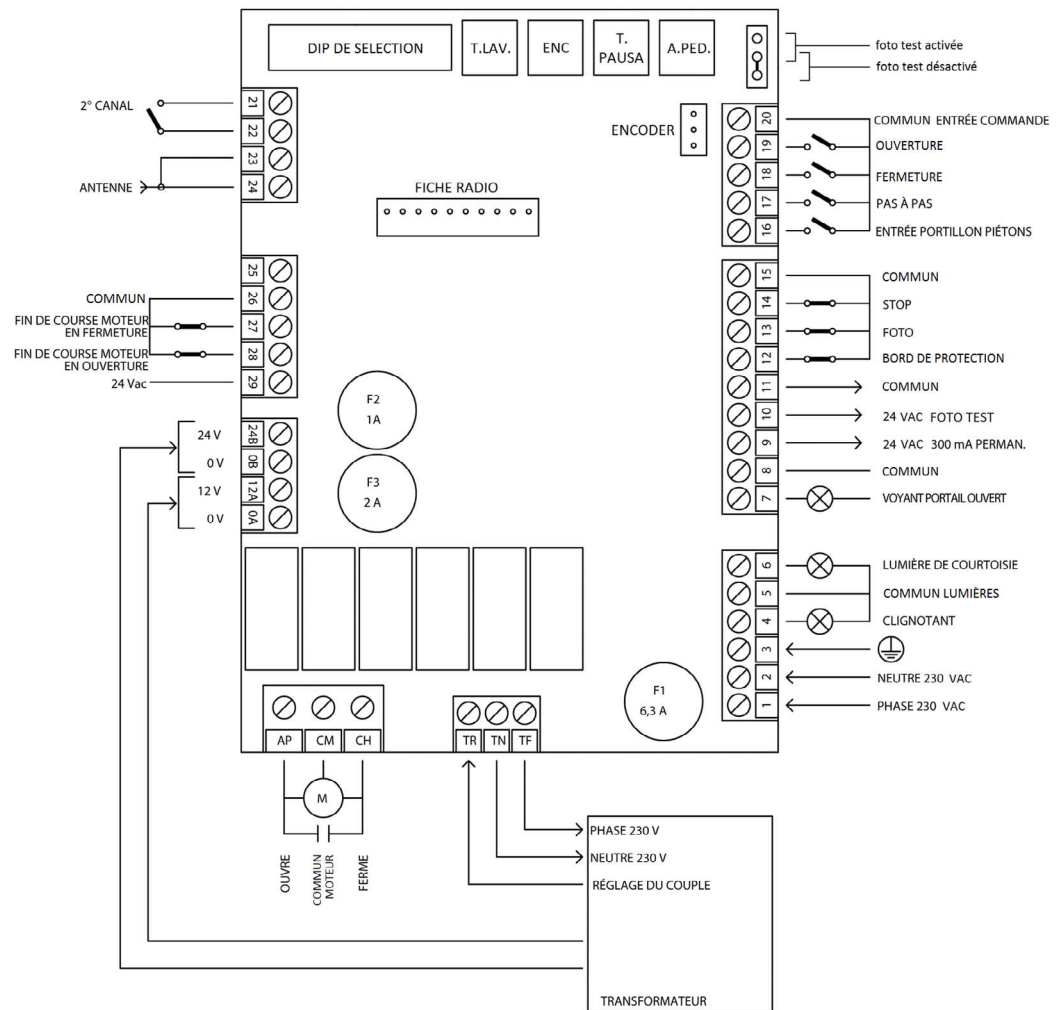 DIP DE SELECTION
T.LAV.
ENC
T.
PAUSA
A.PED.
foto test activée
foto test désactivé
2° CANAL
ANTENNE
21
22
23
24
FICHE RADIO
ENCODER
20
19
18
17
16
COMMUN ENTRÉE COMMANDE
OUVERTURE
FERMETURE
PAS À PAS
ENTRÉE PORTILLON PIÉTONS
COMMUN
FIN DE COURSE MOTEUR
EN FERMETURE
FIN DE COURSE MOTEUR
EN OUVERTURE
24 Vac
25
26
27
28
29
15
14
13
12
11
10
9
8
7
COMMUN
STOP
FOTO
BORD DE PROTECTION
COMMUN
24 VAC FOTO TEST
24 VAC 300 mA PERMAN.
COMMUN
VOYANT PORTAIL OUVERT
F2
1A
F3
2 A
24 V
0 V
12 V
0 V
24B
0B
12A
0A
6
5
4
3
2
1
LUMIÈRE DE COURTOISIE
COMMUN LUMIÈRES
CLIGNOTANT
NEUTRE 230 VAC
PHASE 230 VAC
F1
6,3 A
AP
CM
CH
TR
TN
TF
M
OUVRE
COMMUN
MOTEUR
FERME
PHASE 230 V
NEUTRE 230 V
RÉGLAGE DU COUPLE
TRANSFORMATEUR